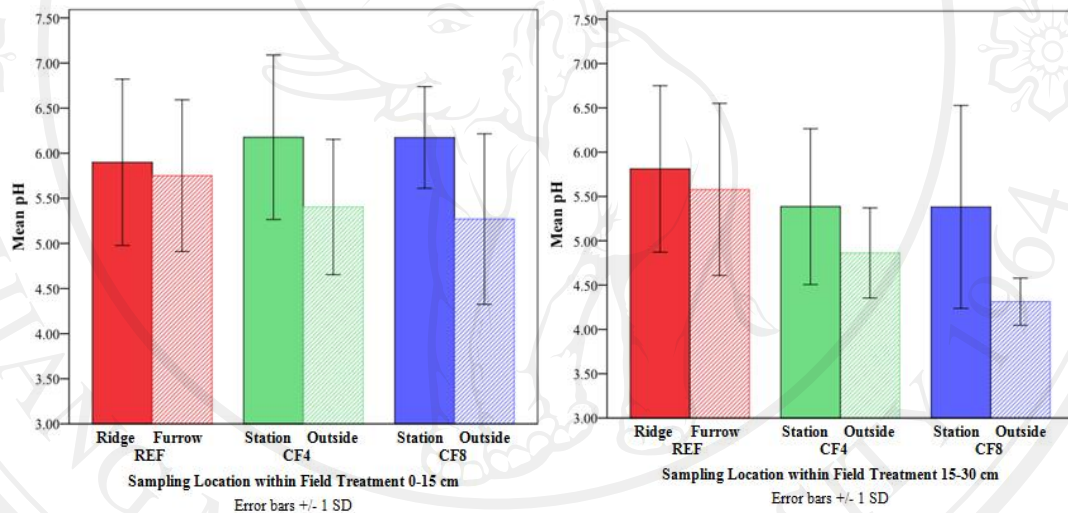 Mean pH
7.50
7.00
6.50
6.00
5.50
5.00
4.50
4.00
3.50
3.00
Ridge Furrow Station Outside Station Outside
REF CF4 CF8
Sampling Location within Field Treatment 0-15 cm
Error bars +/- 1 SD
Mean pH
7.50
7.00
6.50
6.00
5.50
5.00
4.50
4.00
3.50
3.00
Ridge Furrow Station Outside Station Outside
REF CF4 CF8
Sampling Location within Field Treatment 15-30 cm
Error bars +/- 1 SD
1964